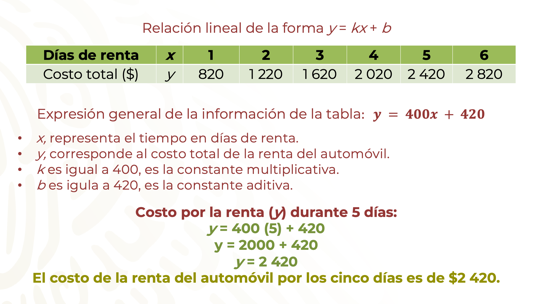 Relación lineal de la forma y = kx + b
Días de renta x 1 2 3 4 5 6
Costo total ($) y 820 1 220 1 620 2 020 2 420 2 820
Expresión general de la información de la tabla: y = 400x + 420
• x, representa el tiempo en días de renta.
• y, corresponde al costo total de la renta del automóvil.
• k es igual a 400, es la constante multiplicativa.
• b es igula a 420, es la constante aditiva.
Costo por la renta (y) durante 5 días:
y = 400 (5) + 420
y = 2000 + 420
y = 2 420
El costo de la renta del automóvil por los cinco días es de $2 420.